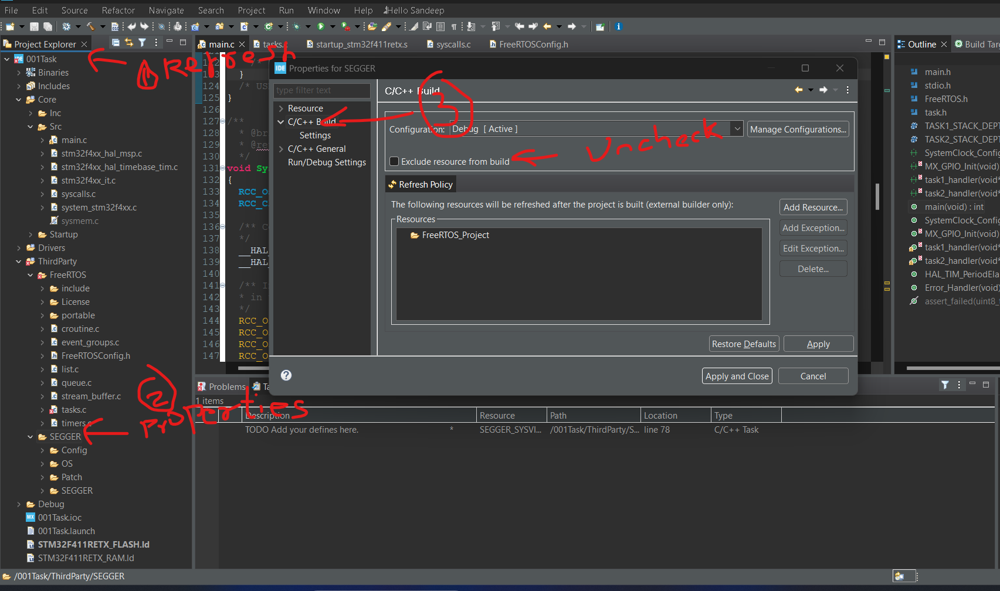 File Edit Source Refactor Navigate Search Project Run Window Help Hello Sandeep
Project Explorer
main.c
tasks.c
startup_stm32f411retx.s
syscalls.c
FreeRTOSConfig.h
Outline
Build Targ
001Task
Binaries
Includes
Core
Inc
Src
main.c
stm32f4xx_hal_msp.c
stm32f4xx_hal_timebase_tim.c
stm32f4xx_it.c
syscalls.c
system_stm32f4xx.c
sysmem.c
Startup
Drivers
ThirdParty
FreeRTOS
include
License
portable
croutine.c
event_groups.c
FreeRTOSConfig.h
list.c
queue.c
stream_buffer.c
tasks.c
timers.c
SEGGER
Config
OS
Patch
SEGGER
Debug
001Task.ioc
001Task.launch
STM32F411RETX_FLASH.ld
STM32F411RETX_RAM.ld
/001Task/ThirdParty/SEGGER
1 Refresh
2 Properties
3
Uncheck
122 /*
123 }
124 /* US
125 }
126
127 /**
128 * @br
129 * @re
130 */
131 void Sy
132 {
133 RCC_O
134 RCC_C
135
136 /** C
137 */
138 __HAL_
139 __HAL_
140
141 /** I
142 * in
143 */
144 RCC_O
145 RCC_O
146 RCC_O
147 RCC_O
IDE Properties for SEGGER
type filter text
Resource
C/C++ Build
Settings
C/C++ General
Run/Debug Settings
C/C++ Build
Configuration: Debug [ Active ]
Manage Configurations...
Exclude resource from build
Refresh Policy
The following resources will be refreshed after the project is built (external builder only):
Resources
FreeRTOS_Project
Add Resource...
Add Exception...
Edit Exception...
Delete...
Restore Defaults
Apply
Apply and Close
Cancel
main.h
stdio.h
FreeRTOS.h
task.h
TASK1_STACK_DEPT
TASK2_STACK_DEPT
SystemClock_Config
MX_GPIO_Init(void)
task1_handler(void*
task2_handler(void*
main(void) : int
SystemClock_Config
MX_GPIO_Init(void)
task1_handler(void*
task2_handler(void*
HAL_TIM_PeriodEla
Error_Handler(void)
assert_failed(uint8_t
Problems
Ta
1 items
Description Resource Path Location Type
TODO Add your defines here. * SEGGER_SYSVI... /001Task/ThirdParty/S... line 78 C/C++ Task